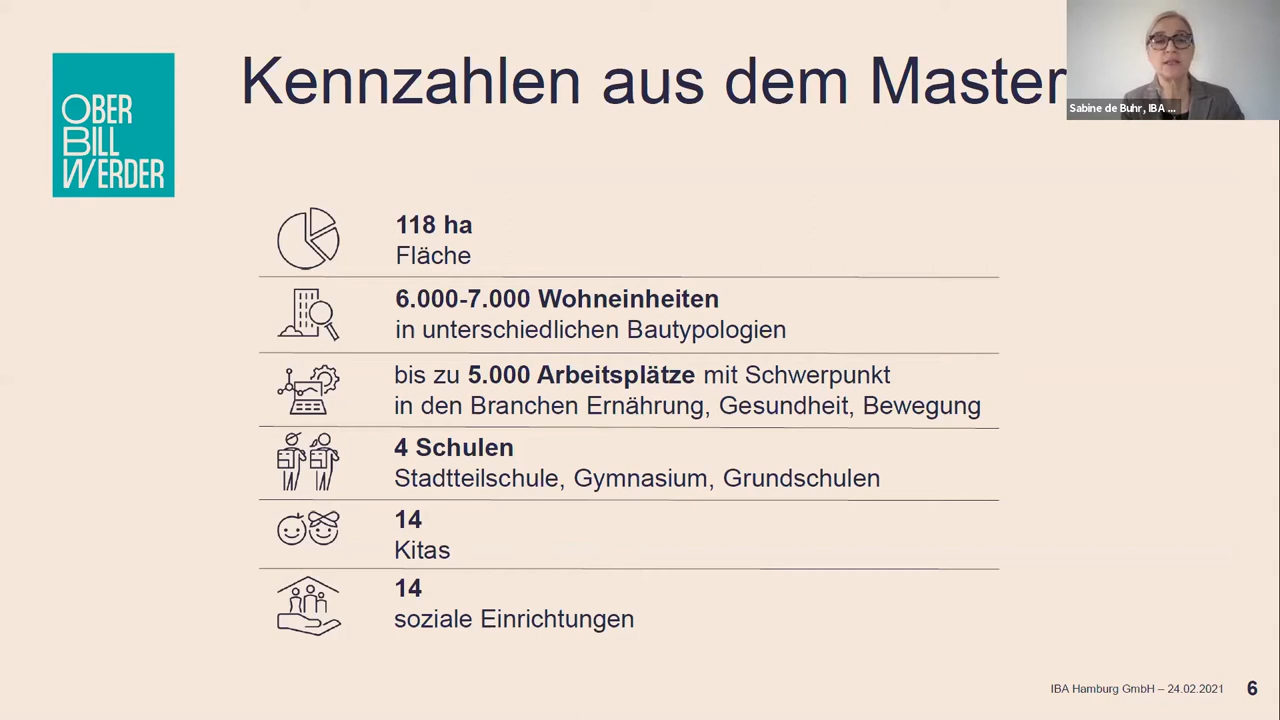 Kennzahlen aus dem Master
Sabine de Buhr, IBA ...
OBER
BILL
WERDER
118 ha
Fläche
6.000-7.000 Wohneinheiten
in unterschiedlichen Bautypologien
bis zu 5.000 Arbeitsplätze mit Schwerpunkt
in den Branchen Ernährung, Gesundheit, Bewegung
4 Schulen
Stadtteilschule, Gymnasium, Grundschulen
14
Kitas
14
soziale Einrichtungen
IBA Hamburg GmbH – 24.02.2021 6